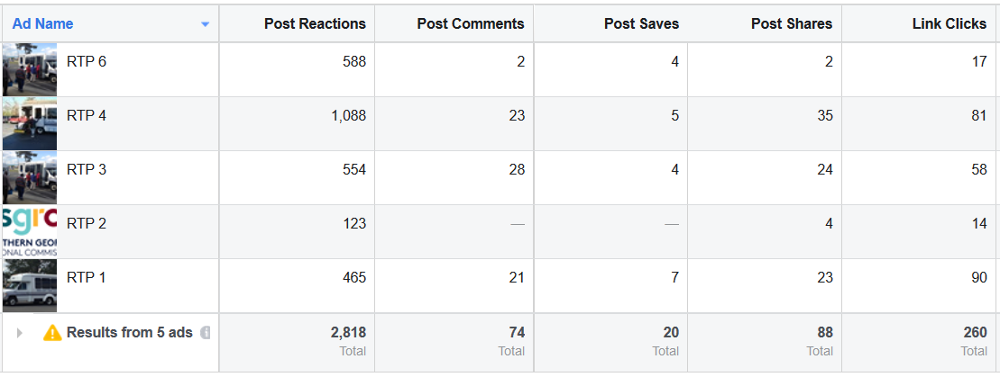 Ad Name Post Reactions Post Comments Post Saves Post Shares Link Clicks
RTP 6 588 2 4 2 17
RTP 4 1,088 23 5 35 81
RTP 3 554 28 4 24 58
RTP 2 123 — — 4 14
sgrc
THERN GEOR
ONAL COMMIS
RTP 1 465 21 7 23 90
Results from 5 ads 2,818 74 20 88 260
Total Total Total Total Total